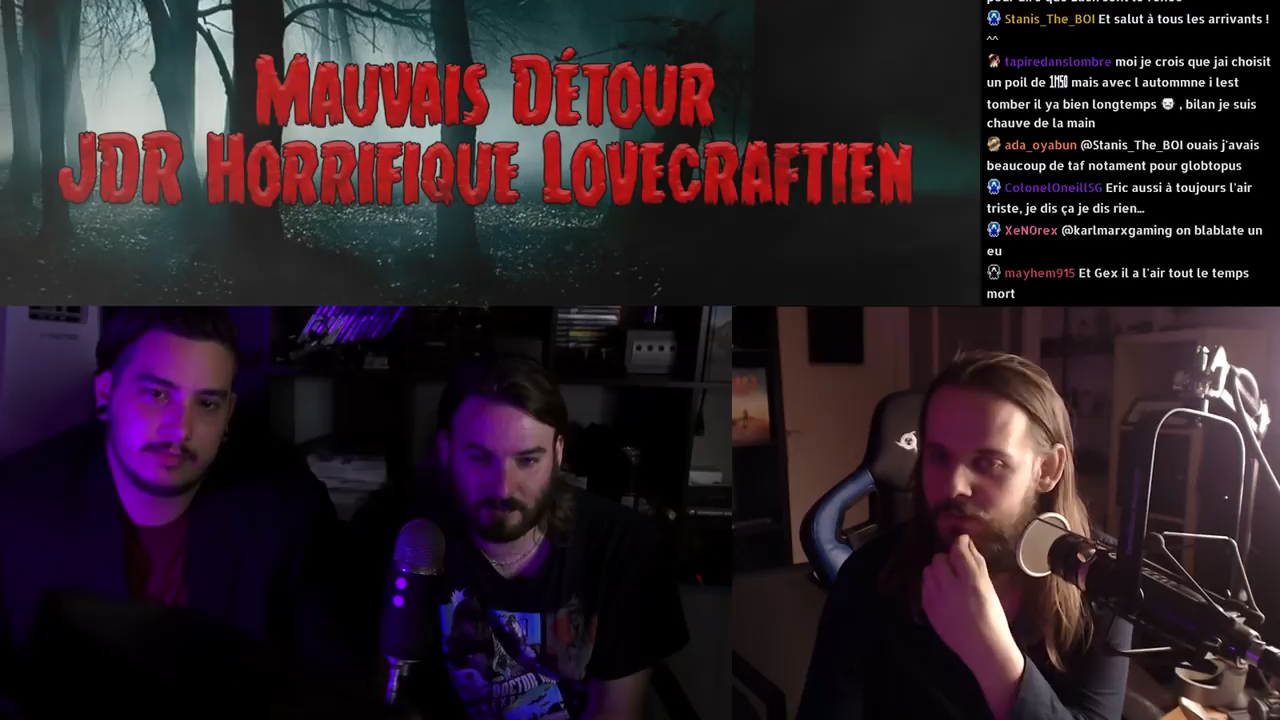 Mauvais Détour
JDR Horrifique Lovecraftien
Stanis_The_BOI Et salut à tous les arrivants !
^^
tapiredanslombre moi je crois que jai choisit
un poil de mais avec l autommne i lest
tomber il ya bien longtemps , bilan je suis
chauve de la main
ada_oyabun @Stanis_The_BOI ouais j'avais
beaucoup de taf notament pour globtopus
ColonelOneillSG Eric aussi à toujours l'air
triste, je dis ça je dis rien...
XeN0rex @karlmarxgaming on blablate un
eu
mayhem915 Et Gex il a l'air tout le temps
mort
DOCTOR